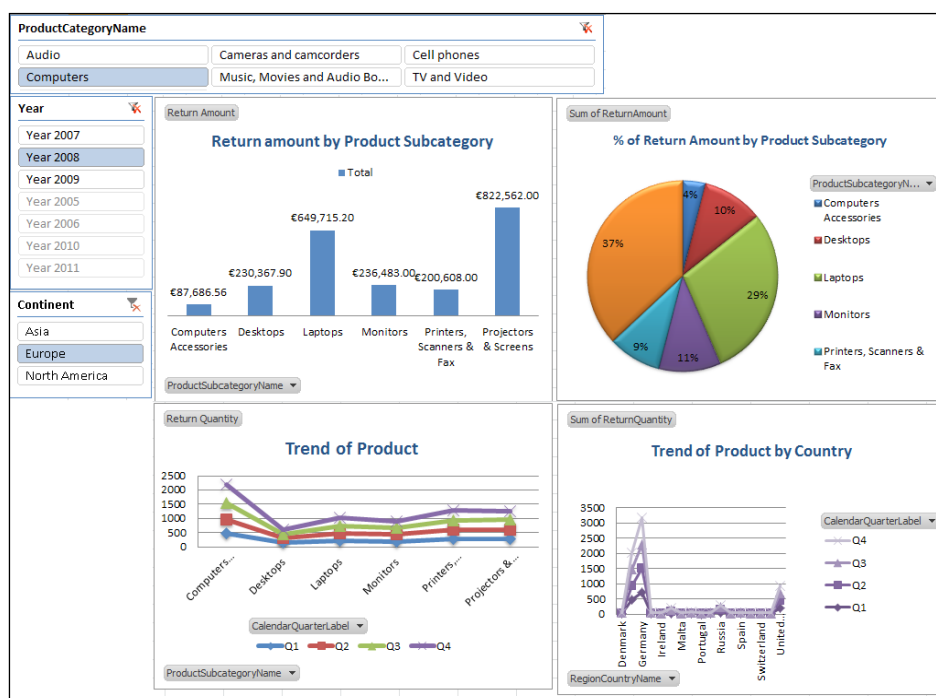 ProductCategoryName
Audio
Cameras and camcorders
Cell phones
Computers
Music, Movies and Audio Bo...
TV and Video
Year
Year 2007
Year 2008
Year 2009
Year 2005
Year 2006
Year 2010
Year 2011
Continent
Asia
Europe
North America
Return Amount
Return amount by Product Subcategory
Total
€822,562.00
€649,715.20
€230,367.90
€236,483.00
€200,608.00
€87,686.56
Computers
Accessories
Desktops
Laptops
Monitors
Printers,
Scanners &
Fax
Projectors
& Screens
ProductSubcategoryName
Sum of ReturnAmount
% of Return Amount by Product Subcategory
ProductSubcategoryN...
4%
10%
29%
11%
9%
37%
Computers
Accessories
Desktops
Laptops
Monitors
Printers, Scanners &
Fax
Return Quantity
Trend of Product
2500
2000
1500
1000
500
0
Computers...
Desktops
Laptops
Monitors
Printers,...
Projectors &...
CalendarQuarterLabel
Q1
Q2
Q3
Q4
ProductSubcategoryName
Sum of ReturnQuantity
Trend of Product by Country
3500
3000
2500
2000
1500
1000
500
0
Denmark
Germany
Ireland
Malta
Portugal
Russia
Spain
Switzerland
United...
CalendarQuarterLabel
Q4
Q3
Q2
Q1
RegionCountryName